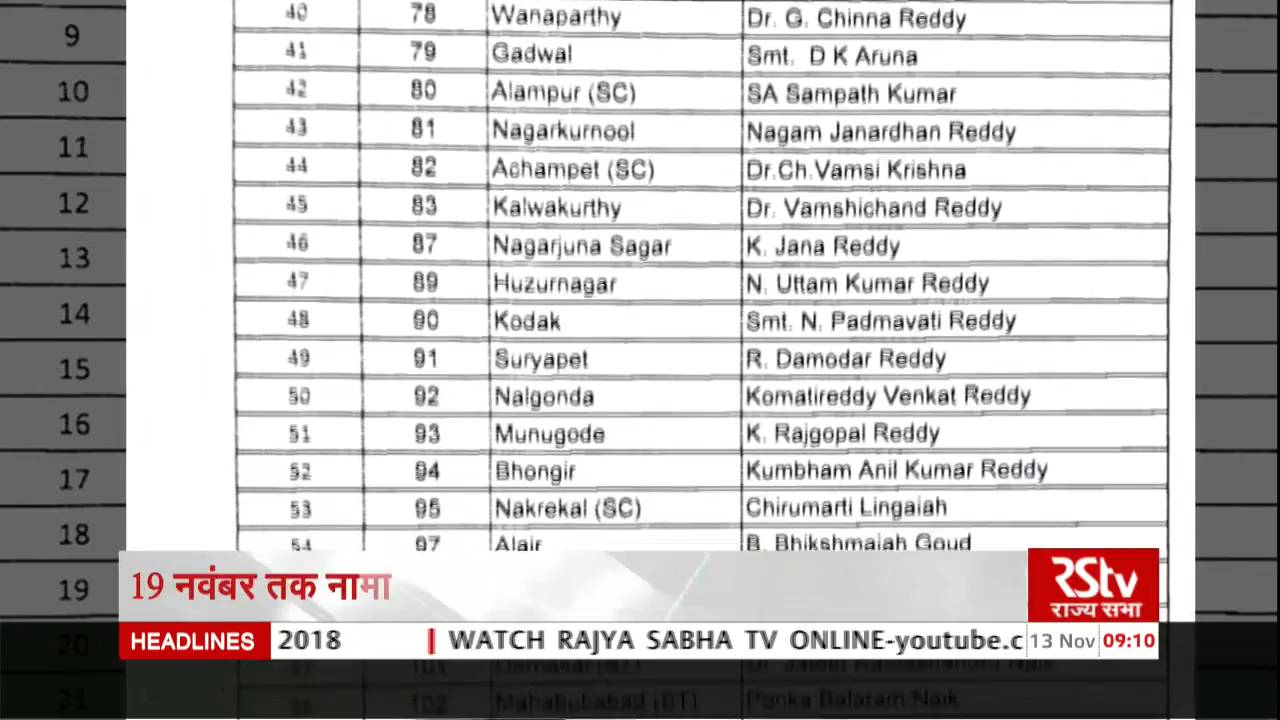 9
10
11
12
13
14
15
16
17
18
19
20
21
40 78 Wanaparthy Dr. G. Chinna Reddy
41 79 Gadwal Smt. D K Aruna
42 80 Alampur (SC) SA Sampath Kumar
43 81 Nagarkurnool Nagam Janardhan Reddy
44 82 Achampet (SC) Dr.Ch.Vamsi Krishna
45 83 Kalwakurthy Dr. Vamshichand Reddy
46 87 Nagarjuna Sagar K. Jana Reddy
47 89 Huzurnagar N. Uttam Kumar Reddy
48 90 Kodak Smt. N. Padmavati Reddy
49 91 Suryapet R. Damodar Reddy
50 92 Nalgonda Komatireddy Venkat Reddy
51 93 Munugode K. Rajgopal Reddy
52 94 Bhongir Kumbham Anil Kumar Reddy
53 95 Nakrekal (SC) Chirumarti Lingaiah
54 97 Alair B. Bhikshmaiah Goud
19 नवंबर तक नामा
RSTV
राज्य सभा
HEADLINES 2018 | WATCH RAJYA SABHA TV ONLINE-youtube.c 13 Nov 09:10
102 Mahabubabad (ST) Balaram Naik